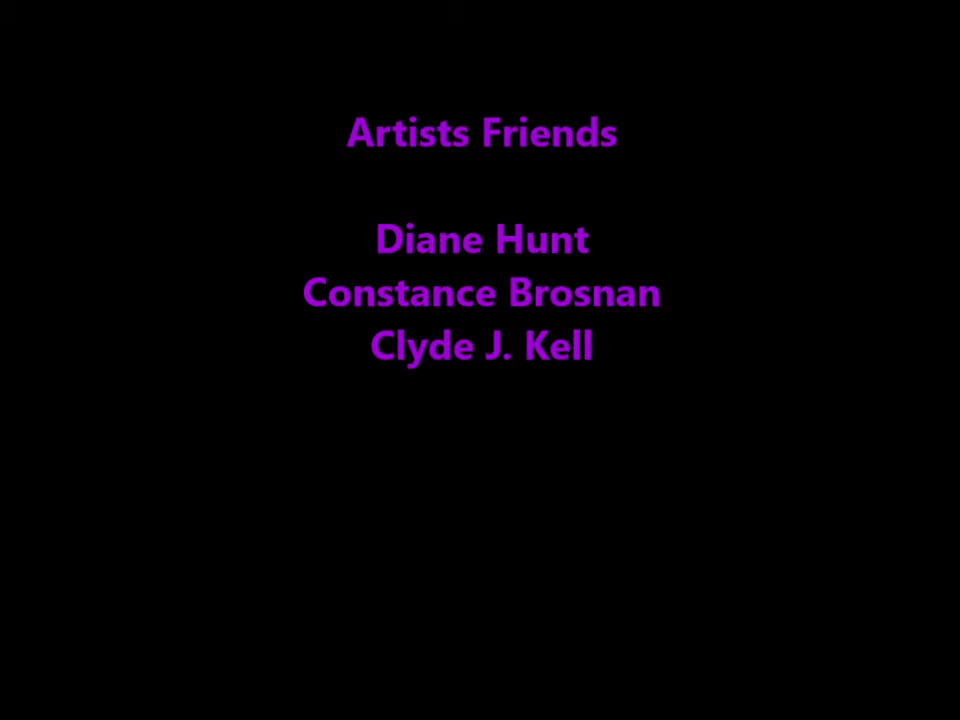 Artists Friends
Diane Hunt
Constance Brosnan
Clyde J. Kell